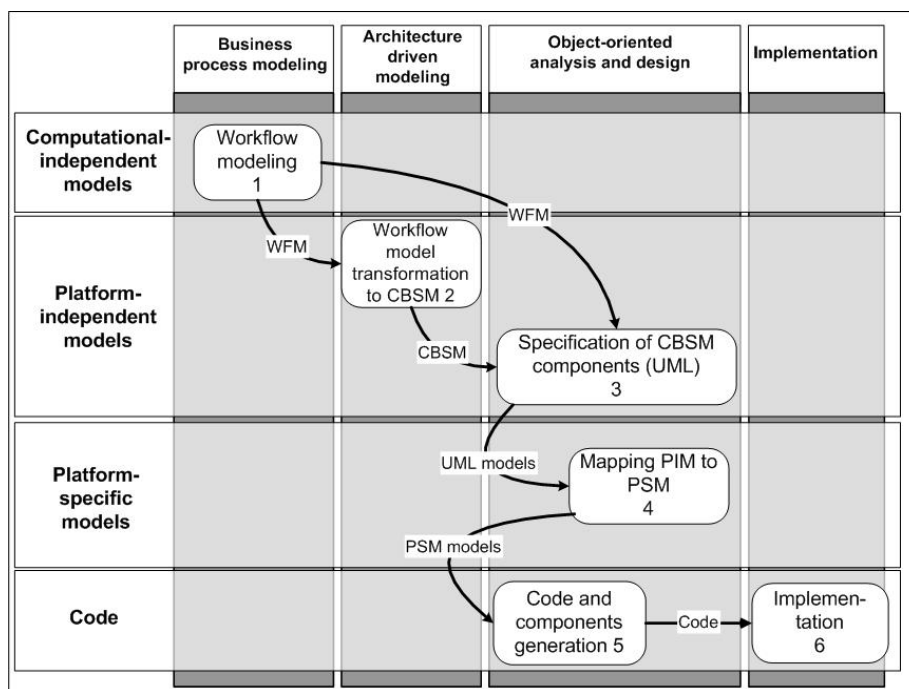 Business
process modeling
Architecture
driven
modeling
Object-oriented
analysis and design
Implementation
Computational-
independent
models
Workflow
modeling
1
WFM
WFM
Platform-
independent
models
Workflow
model
transformation
to CBSM 2
CBSM
Specification of CBSM
components (UML)
3
Platform-
specific
models
UML models
Mapping PIM to
PSM
4
PSM models
Code
Code and
components
generation 5
Code
Implemen-
tation
6